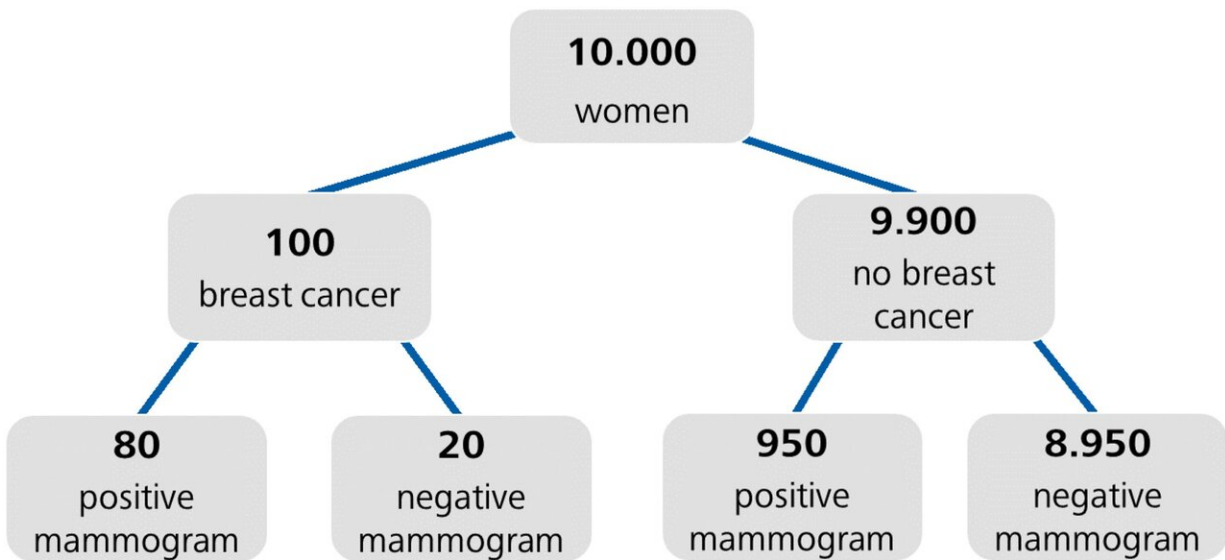 10.000
women
100
breast cancer
9.900
no breast
cancer
80
positive
mammogram
20
negative
mammogram
950
positive
mammogram
8.950
negative
mammogram